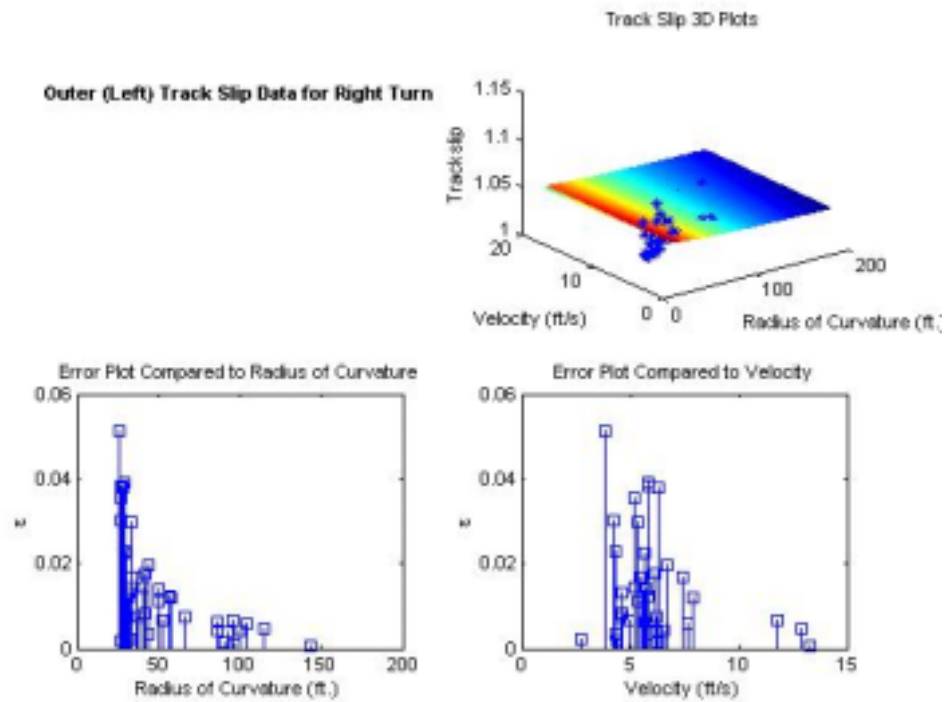 Track Slip 3D Plots
Outer (Left) Track Slip Data for Right Turn
1.15
1.1
1.05
1
Track slip
20
10
0
0
100
200
Velocity (ft/s)
Radius of Curvature (ft.)
Error Plot Compared to Radius of Curvature
0.06
0.04
0.02
0
ε
0
50
100
150
200
Radius of Curvature (ft.)
Error Plot Compared to Velocity
0.06
0.04
0.02
0
ε
0
5
10
15
Velocity (ft/s)